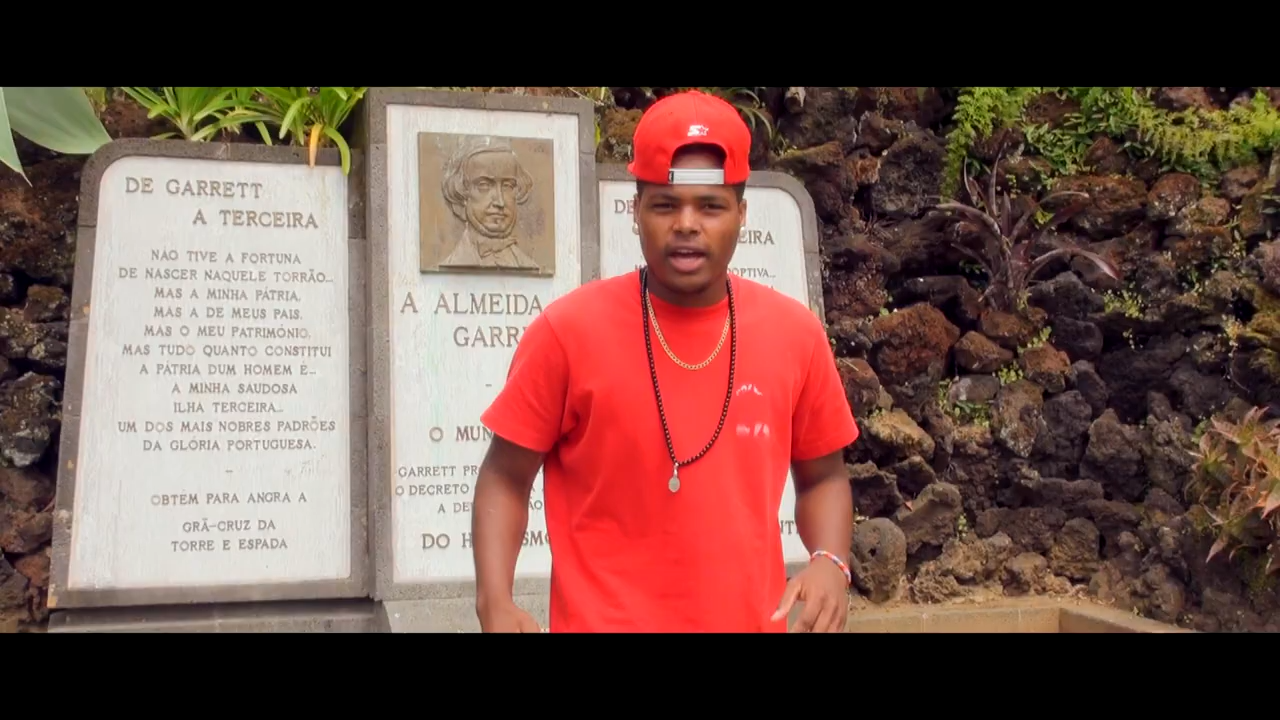 DE GARRETT
A TERCEIRA
NÃO TIVE A FORTUNA
DE NASCER NAQUELE TORRÃO...
MAS A MINHA PÁTRIA,
MAS A DE MEUS PAIS,
MAS O MEU PATRIMÓNIO,
MAS TUDO QUANTO CONSTITUI
A PÁTRIA DUM HOMEM É...
A MINHA SAUDOSA
ILHA TERCEIRA...
UM DOS MAIS NOBRES PADRÕES
DA GLÓRIA PORTUGUESA.
-
OBTÉM PARA ANGRA A
GRÃ-CRUZ DA
TORRE E ESPADA
A ALMEIDA
GARR
-
O MUN
GARRETT PR
O DECRETO
A DE
DO H
DE
EIRA
OPTIVA...